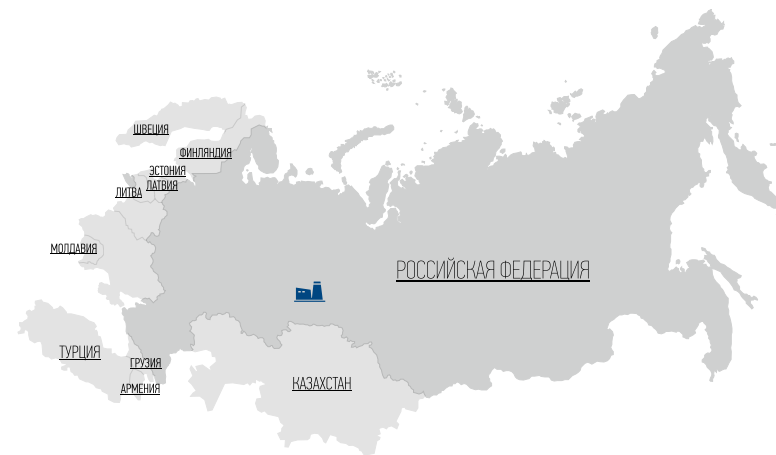 ШВЕЦИЯ
ФИНЛЯНДИЯ
ЭСТОНИЯ
ЛАТВИЯ
ЛИТВА
МОЛДАВИЯ
РОССИЙСКАЯ ФЕДЕРАЦИЯ
ТУРЦИЯ
ГРУЗИЯ
АРМЕНИЯ
КАЗАХСТАН